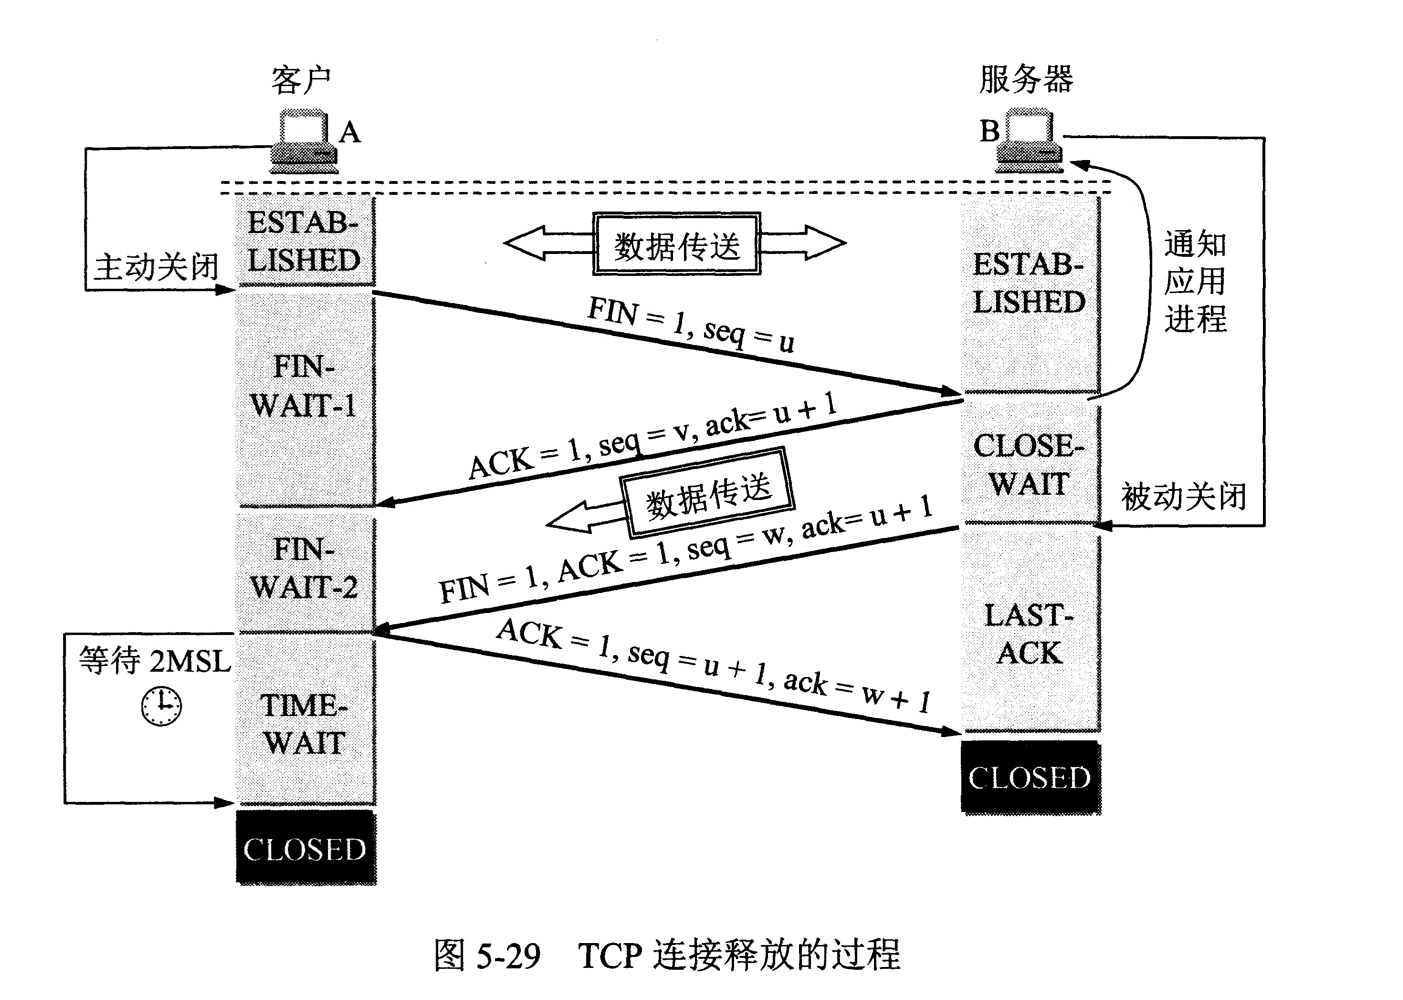 客户
服务器
A
B
ESTAB-
LISHED
数据传送
ESTAB-
LISHED
通知
应用
进程
主动关闭
FIN = 1, seq = u
FIN-
WAIT-1
ACK = 1, seq = v, ack= u + 1
CLOSE-
WAIT
数据传送
被动关闭
FIN-
WAIT-2
FIN = 1, ACK = 1, seq = w, ack= u + 1
LAST-
ACK
ACK = 1, seq = u + 1, ack = w + 1
等待 2MSL
TIME-
WAIT
CLOSED
CLOSED
图 5-29 TCP 连接释放的过程